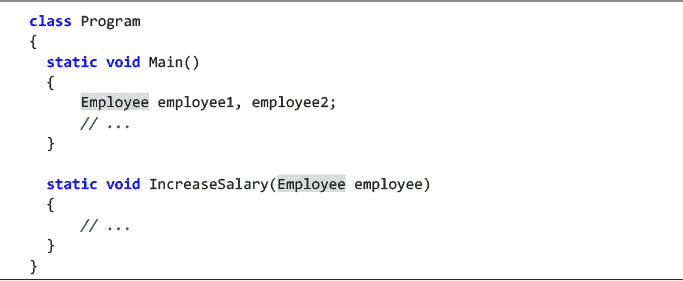 class Program
{
static void Main()
{
Employee employee1, employee2;
// ...
}
static void IncreaseSalary(Employee employee)
{
// ...
}
}